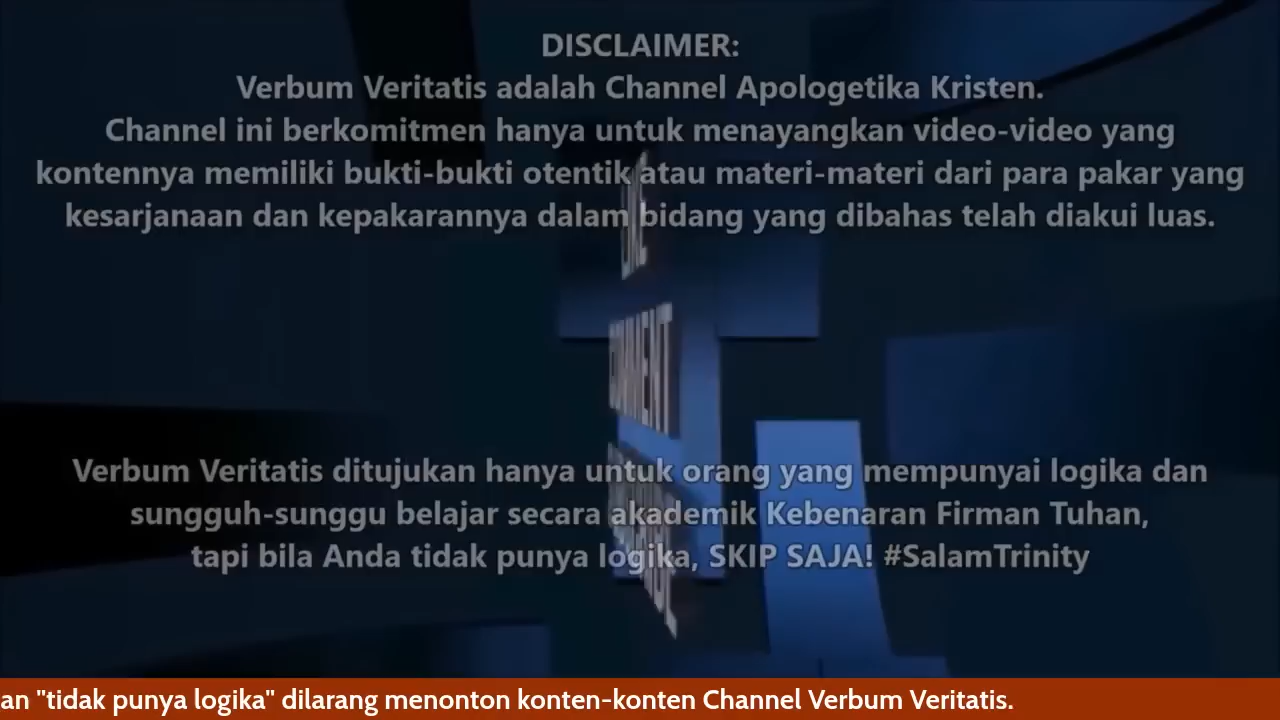 DISCLAIMER:
Verbum Veritatis adalah Channel Apologetika Kristen.
Channel ini berkomitmen hanya untuk menayangkan video-video yang
kontennya memiliki bukti-bukti otentik atau materi-materi dari para pakar yang
kesarjanaan dan kepakarannya dalam bidang yang dibahas telah diakui luas.
Verbum Veritatis ditujukan hanya untuk orang yang mempunyai logika dan
sungguh-sunggu belajar secara akademik Kebenaran Firman Tuhan,
tapi bila Anda tidak punya logika, SKIP SAJA! #SalamTrinity
an "tidak punya logika" dilarang menonton konten-konten Channel Verbum Veritatis.